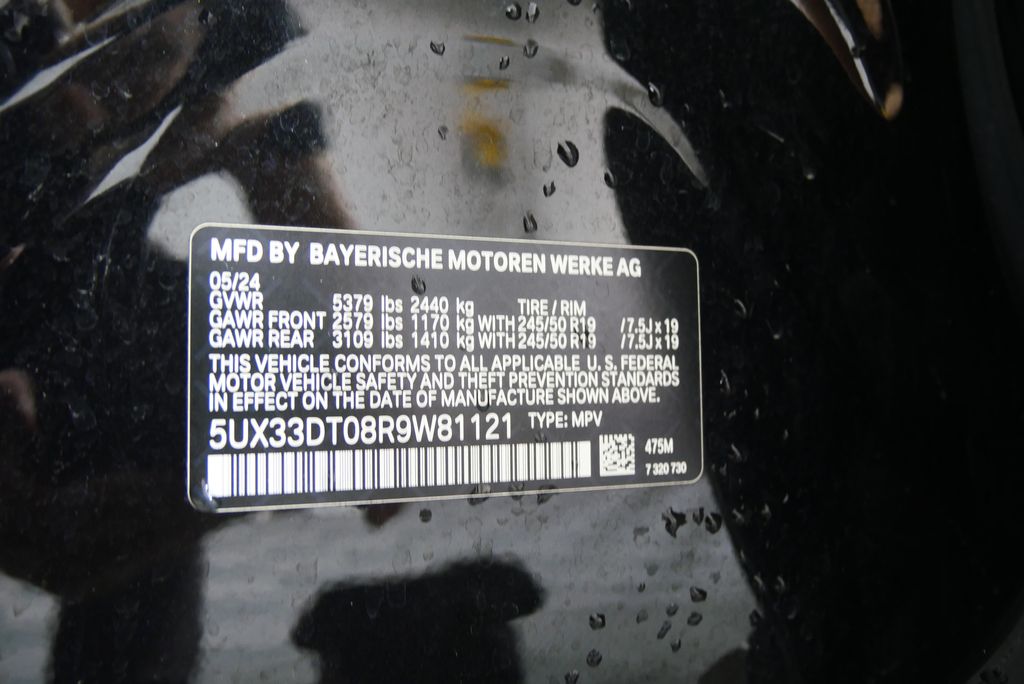 MFD BY BAYERISCHE MOTOREN WERKE AG
05/24
GVWR 5379 lbs 2440 kg TIRE / RIM
GAWR FRONT 2579 lbs 1170 kg WITH 245/50 R19 /7.5J x 19
GAWR REAR 3109 lbs 1410 kg WITH 245/50 R19 /7.5J x 19
THIS VEHICLE CONFORMS TO ALL APPLICABLE U. S. FEDERAL
MOTOR VEHICLE SAFETY AND THEFT PREVENTION STANDARDS
IN EFFECT ON THE DATE OF MANUFACTURE SHOWN ABOVE.
5UX33DT08R9W81121 TYPE: MPV
475M
7 320 730